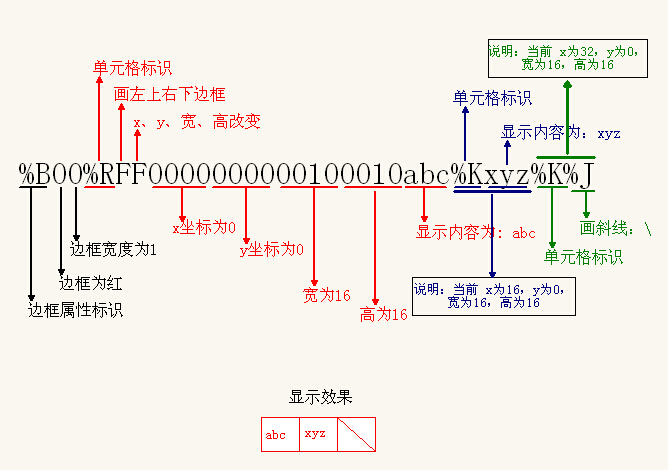 说明：当前 x为32，y为0，
宽为16，高为16
单元格标识
画左上右下边框
x、y、宽、高改变
单元格标识
显示内容为：xyz
%B00%RFF0000000000100010abc%Kxyz%K%J
x坐标为0
显示内容为：abc
画斜线：\
边框宽度为1
y坐标为0
单元格标识
边框为红
宽为16
说明：当前 x为16，y为0，
宽为16，高为16
边框属性标识
高为16
显示效果
abc
xyz